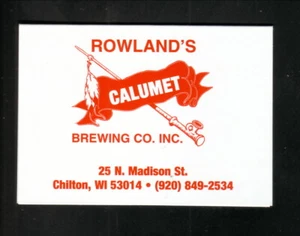 ROWLAND'S
CALUMET
BREWING CO. INC.
25 N. Madison St.
Chilton, WI 53014 • (920) 849-2534